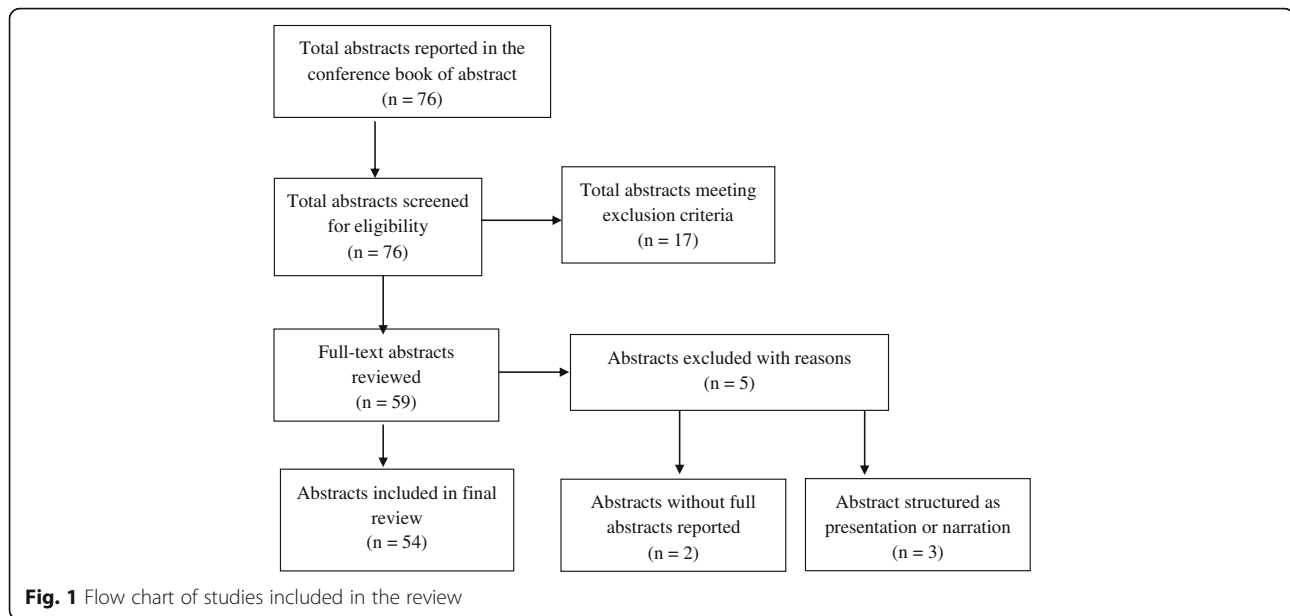 Total abstracts reported in the
conference book of abstract
(n = 76)
Total abstracts screened
for eligibility
(n = 76)
Total abstracts meeting
exclusion criteria
(n = 17)
Full-text abstracts
reviewed
(n = 59)
Abstracts excluded with reasons
(n = 5)
Abstracts included in final
review
(n = 54)
Abstracts without full
abstracts reported
(n = 2)
Abstract structured as
presentation or narration
(n = 3)
Fig. 1 Flow chart of studies included in the review